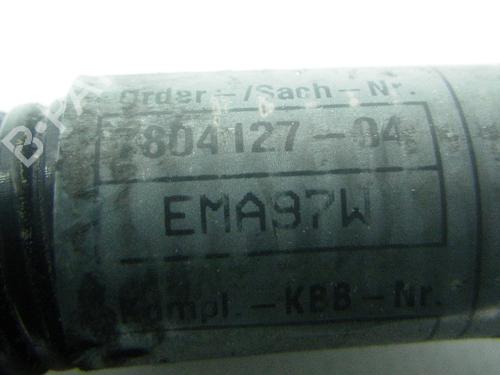 Order-/Sach-Nr.
7804127-04
EMA97W
Kompl.-KBB-Nr.